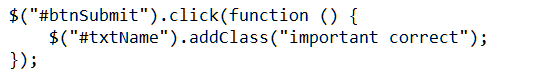 $("#btnSubmit").click(function () {
    $("#txtName").addClass("important correct");
});